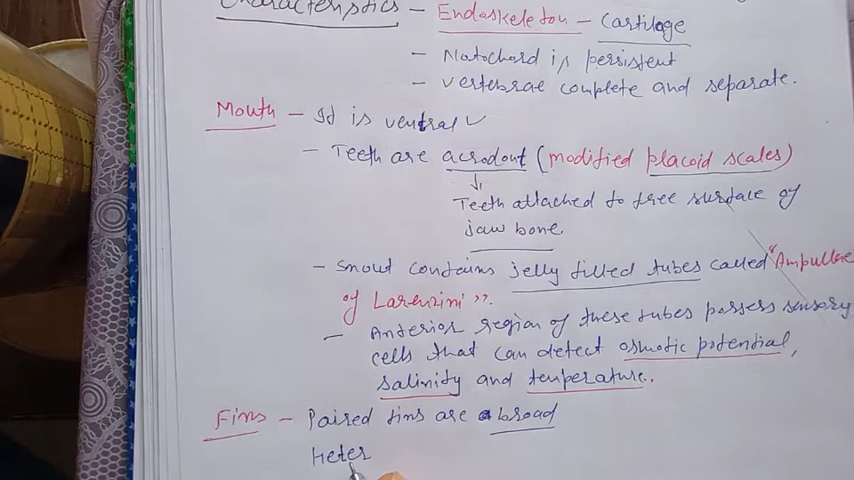 Characteristics - Endoskeleton - Cartilage
- Notochord is persistent
- Vertebrae complete and separate.
Mouth - It is ventral ✓
- Teeth are acrodont (modified placoid scales)
↓
Teeth attached to free surface of
jaw bone.
- Snout contains jelly filled tubes called "Ampullae
of Lorenzini".
- Anterior region of these tubes possess sensory
cells that can detect osmotic potential,
salinity and temperature.
Fins - Paired fins are broad
Heter